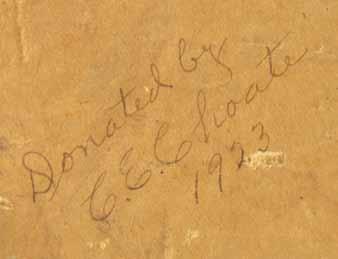 Donated by
C. E. Choate
1923